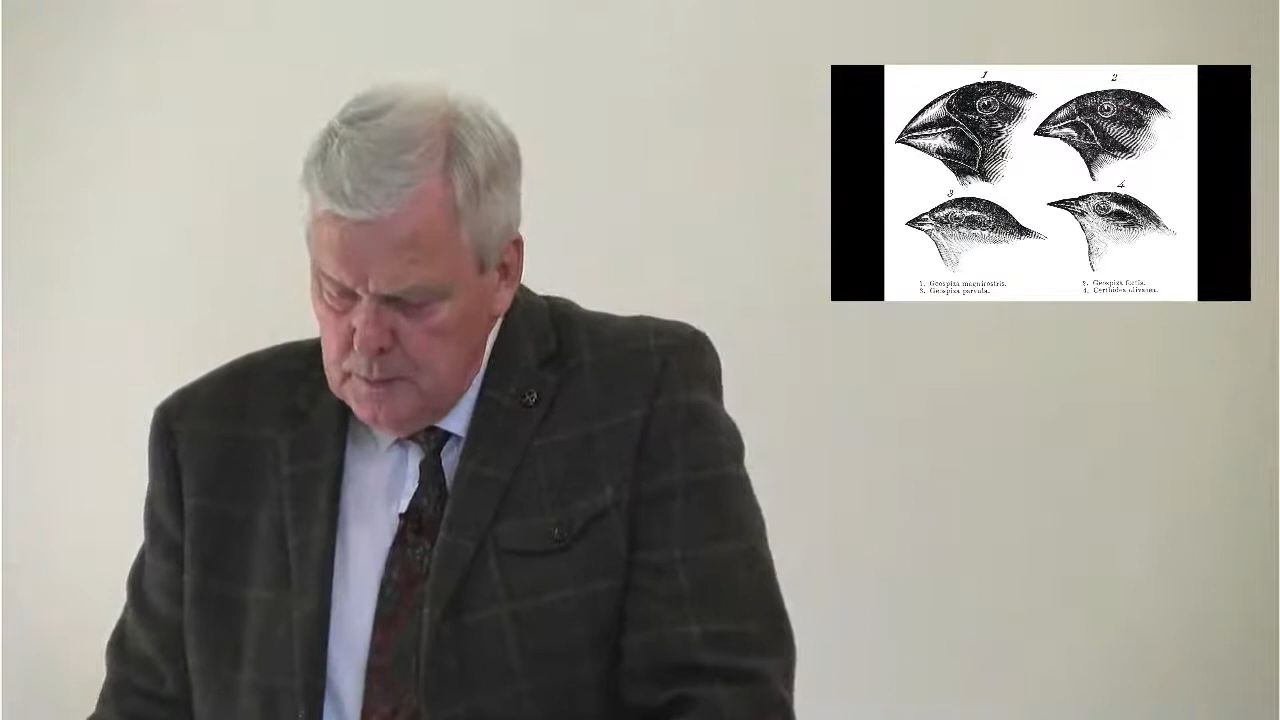 1
2
3
4
1. Geospiza magnirostris. 2. Geospiza fortis.
3. Geospiza parvula. 4. Certhidea olivacea.